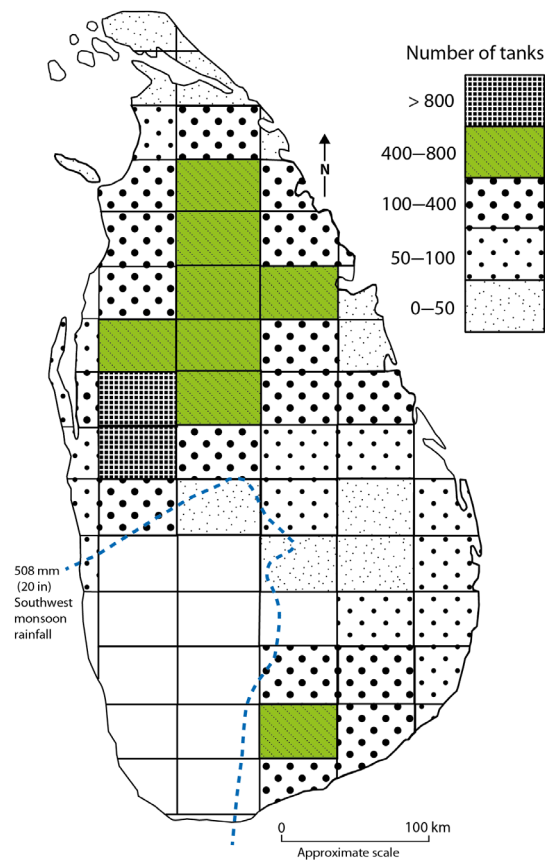 Number of tanks
> 800
400—800
100—400
50—100
0—50
N
508 mm
(20 in)
Southwest
monsoon
rainfall
0
100 km
Approximate scale